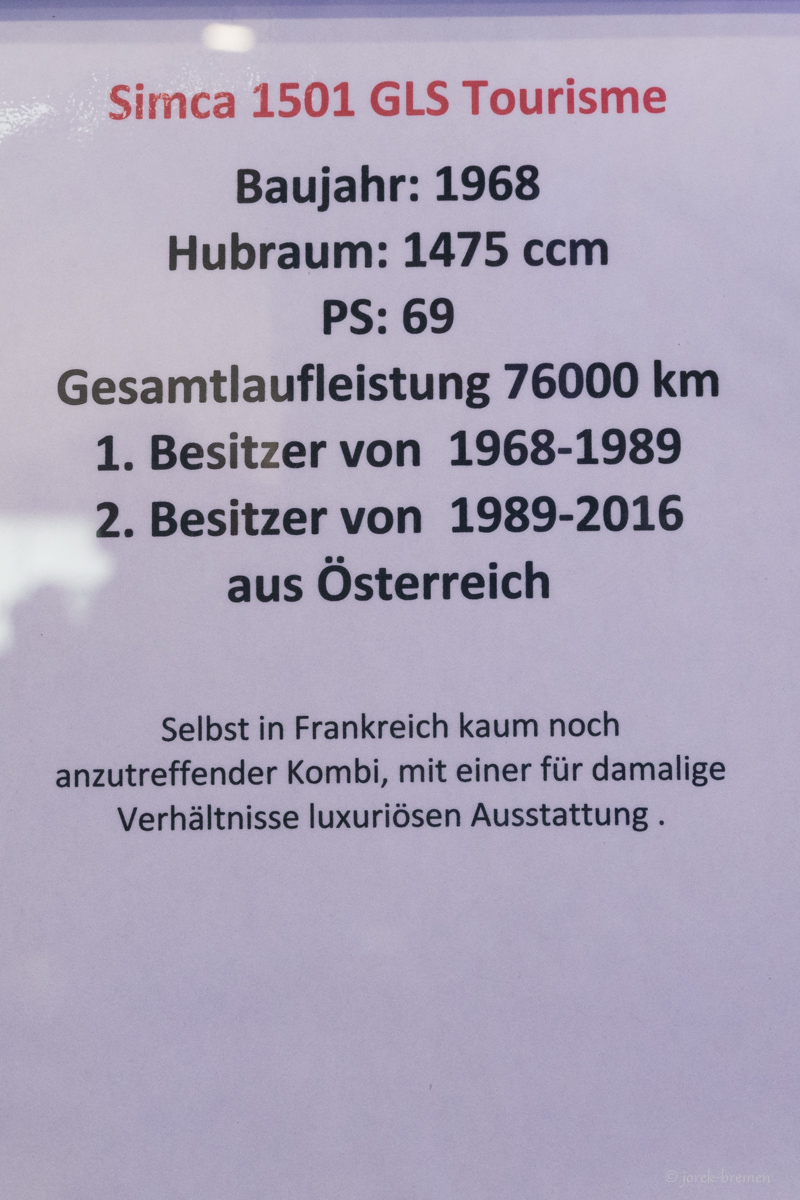 Simca 1501 GLS Tourisme
Baujahr: 1968
Hubraum: 1475 ccm
PS: 69
Gesamtlaufleistung 76000 km
1. Besitzer von 1968-1989
2. Besitzer von 1989-2016
aus Österreich
Selbst in Frankreich kaum noch
anzutreffender Kombi, mit einer für damalige
Verhältnisse luxuriösen Ausstattung .
© jorek-bremen